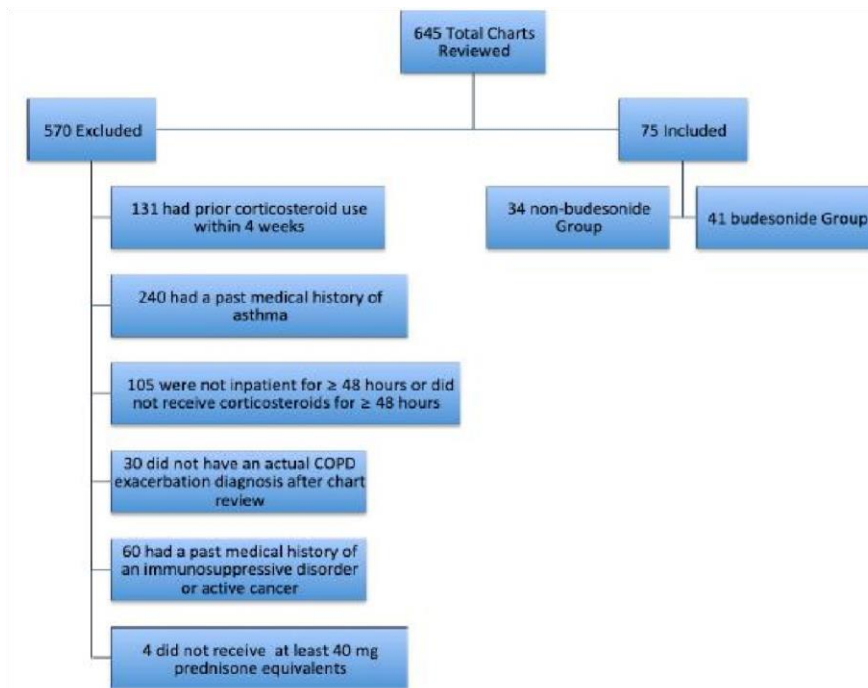 645 Total Charts
Reviewed
570 Excluded
75 Included
131 had prior corticosteroid use
within 4 weeks
34 non-budesonide
Group
41 budesonide Group
240 had a past medical history of
asthma
105 were not inpatient for ≥ 48 hours or did
not receive corticosteroids for ≥ 48 hours
30 did not have an actual COPD
exacerbation diagnosis after chart
review
60 had a past medical history of
an immunosuppressive disorder
or active cancer
4 did not receive at least 40 mg
prednisone equivalents